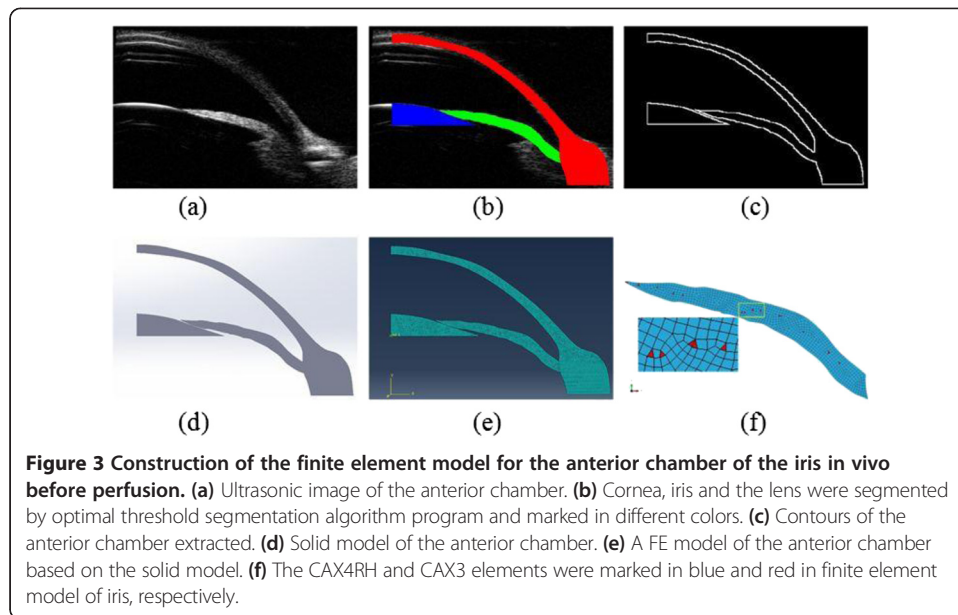 (a)
(b)
(c)
(d)
(e)
(f)
Figure 3 Construction of the finite element model for the anterior chamber of the iris in vivo
before perfusion. (a) Ultrasonic image of the anterior chamber. (b) Cornea, iris and the lens were segmented
by optimal threshold segmentation algorithm program and marked in different colors. (c) Contours of the
anterior chamber extracted. (d) Solid model of the anterior chamber. (e) A FE model of the anterior chamber
based on the solid model. (f) The CAX4RH and CAX3 elements were marked in blue and red in finite element
model of iris, respectively.